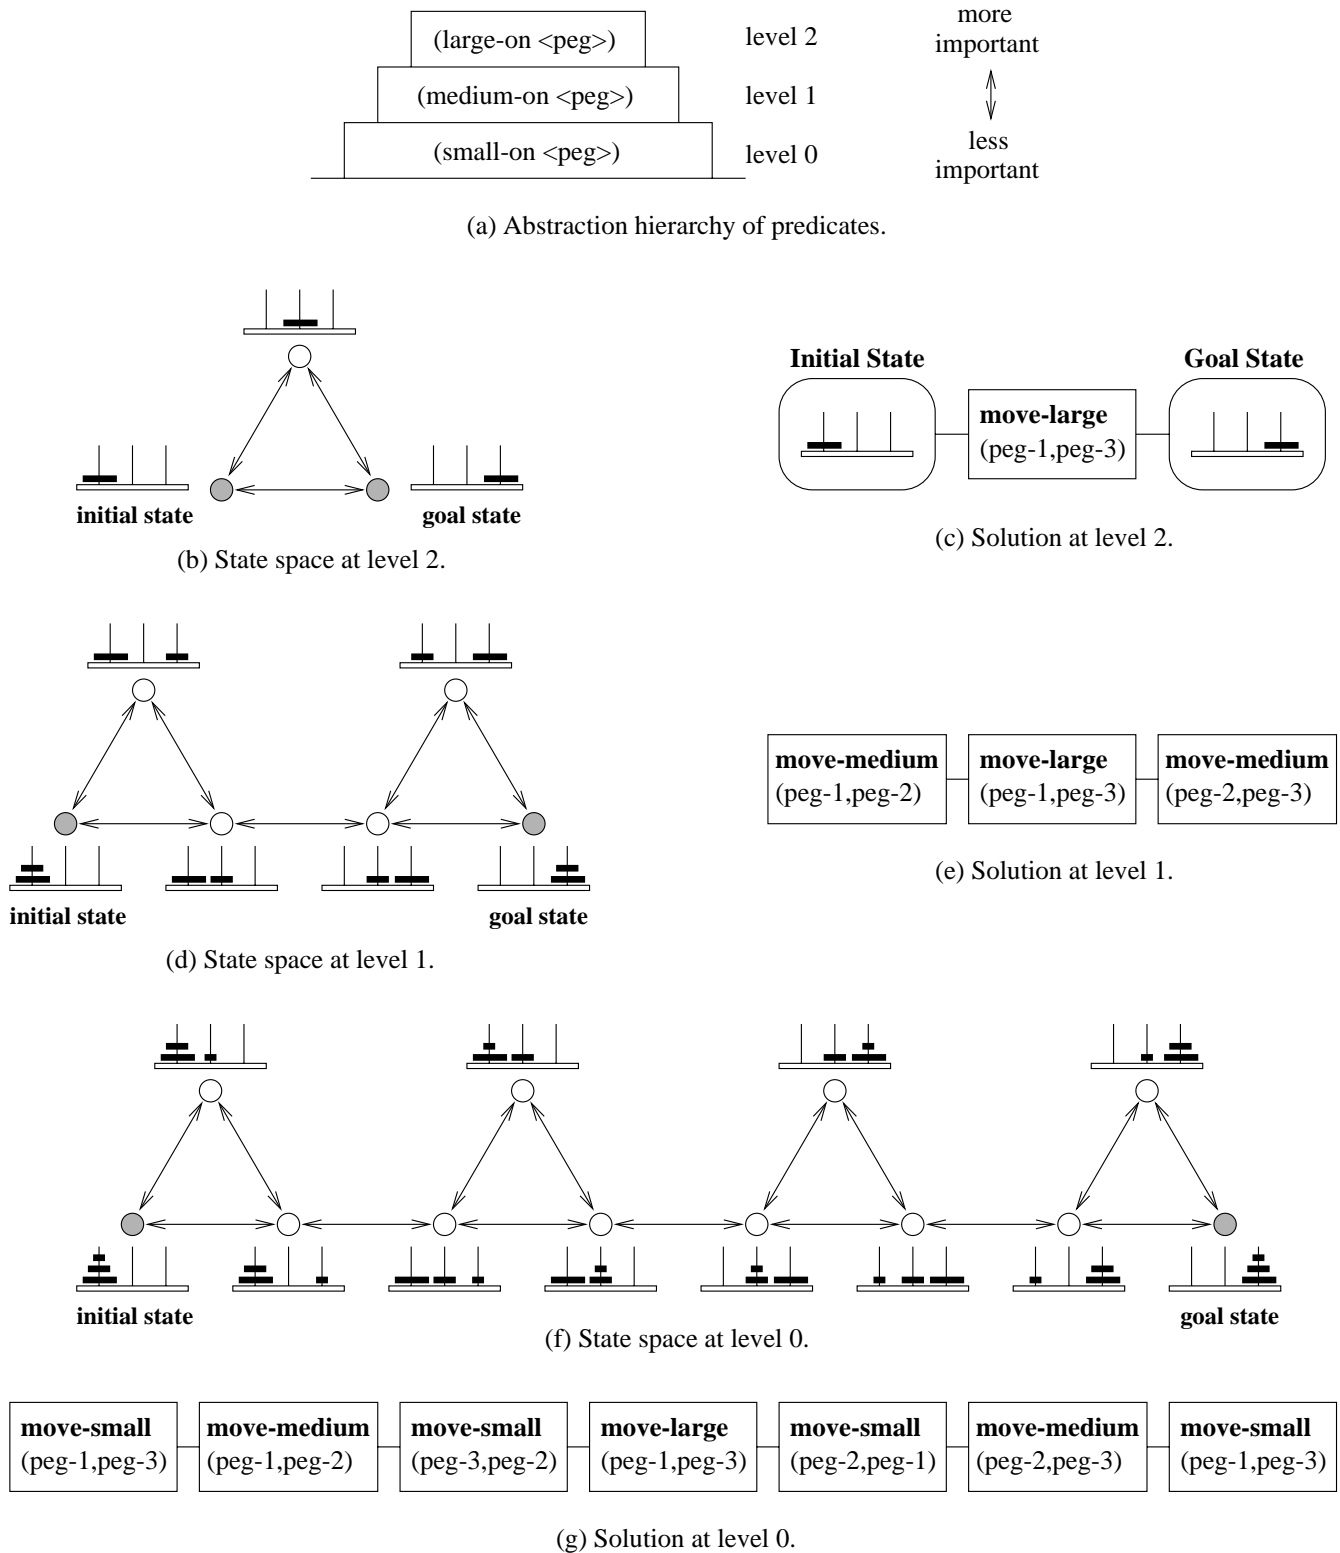 (large-on <peg>)
level 2
more
important
(medium-on <peg>)
level 1
(small-on <peg>)
level 0
less
important
(a) Abstraction hierarchy of predicates.
initial state
goal state
(b) State space at level 2.
Initial State
Goal State
move-large
(peg-1,peg-3)
(c) Solution at level 2.
initial state
goal state
(d) State space at level 1.
move-medium
(peg-1,peg-2)
move-large
(peg-1,peg-3)
move-medium
(peg-2,peg-3)
(e) Solution at level 1.
initial state
goal state
(f) State space at level 0.
move-small
(peg-1,peg-3)
move-medium
(peg-1,peg-2)
move-small
(peg-3,peg-2)
move-large
(peg-1,peg-3)
move-small
(peg-2,peg-1)
move-medium
(peg-2,peg-3)
move-small
(peg-1,peg-3)
(g) Solution at level 0.